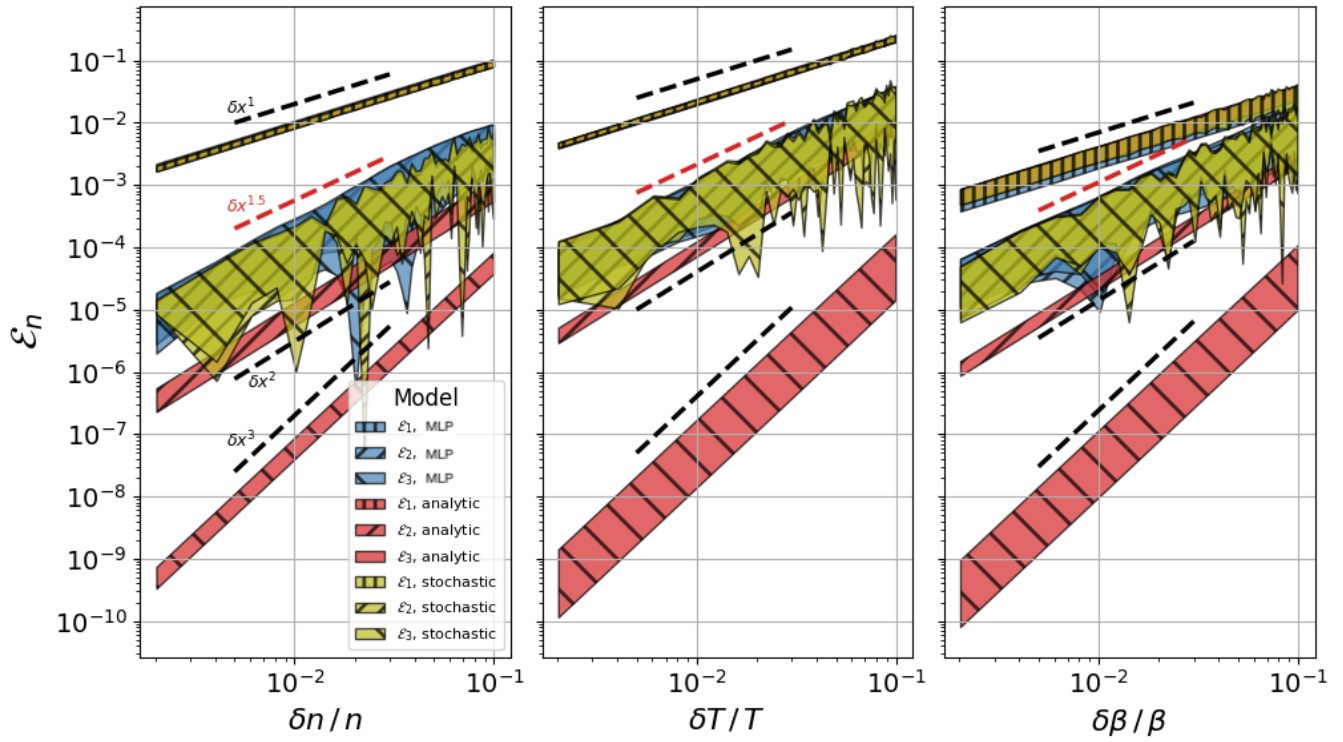 10⁻¹
10⁻²
10⁻³
10⁻⁴
10⁻⁵
10⁻⁶
10⁻⁷
10⁻⁸
10⁻⁹
10⁻¹⁰
ℰₙ
δx¹
δx¹·⁵
δx²
δx³
Model
ℰ₁, MLP
ℰ₂, MLP
ℰ₃, MLP
ℰ₁, analytic
ℰ₂, analytic
ℰ₃, analytic
ℰ₁, stochastic
ℰ₂, stochastic
ℰ₃, stochastic
10⁻² 10⁻¹
δn / n
10⁻² 10⁻¹
δT / T
10⁻² 10⁻¹
δβ / β